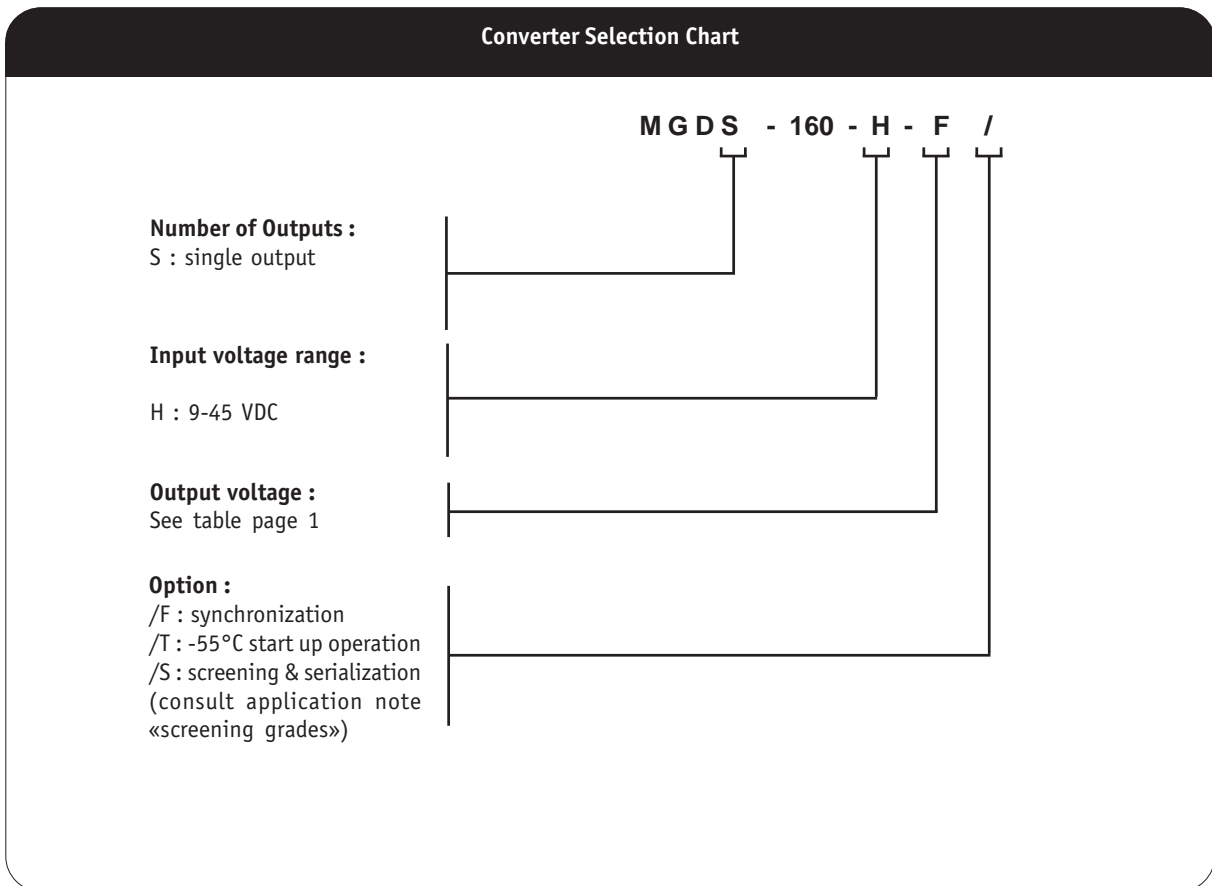 Converter Selection Chart
M G D S - 160 - H - F /
Number of Outputs :
S : single output
Input voltage range :
H : 9-45 VDC
Output voltage :
See table page 1
Option :
/F : synchronization
/T : -55°C start up operation
/S : screening & serialization
(consult application note
«screening grades»)